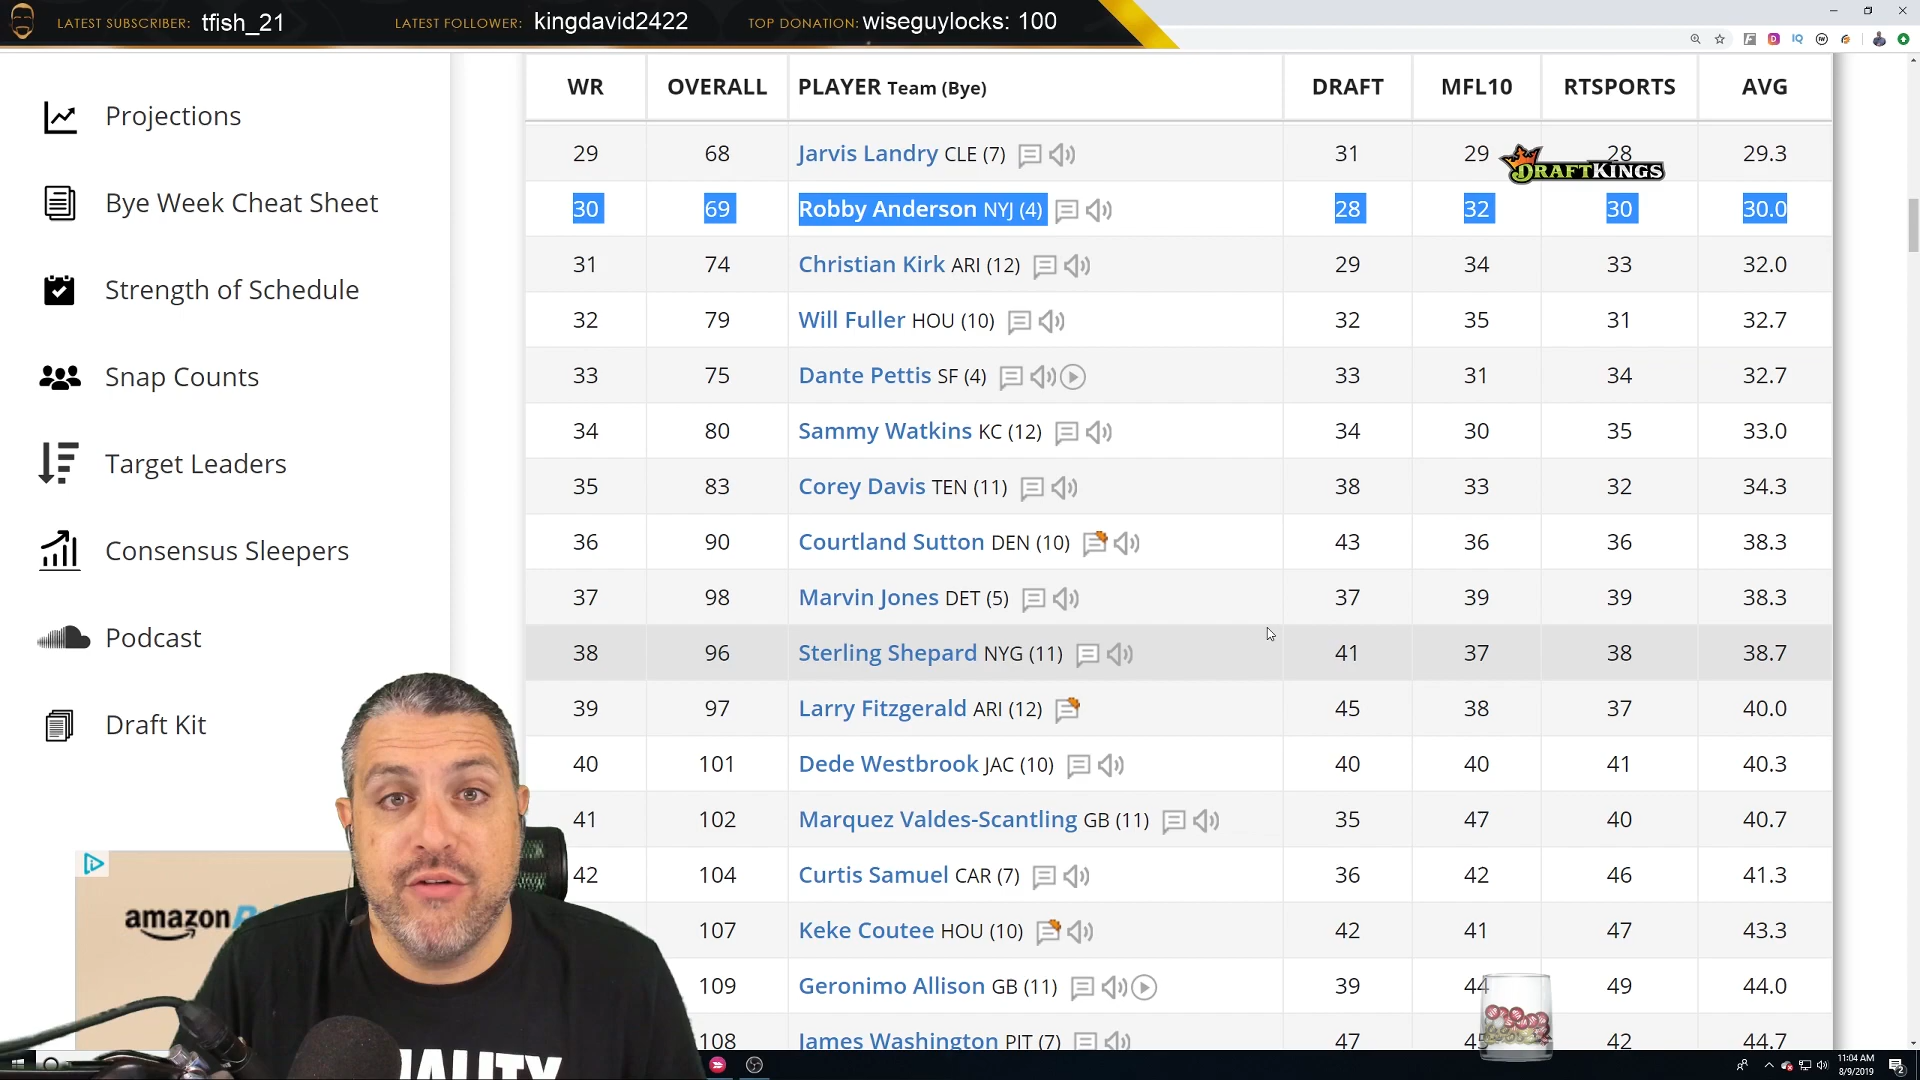 LATEST SUBSCRIBER: tfish_21 LATEST FOLLOWER: kingdavid2422 TOP DONATION: wiseguylocks: 100
Projections
Bye Week Cheat Sheet
Strength of Schedule
Snap Counts
Target Leaders
Consensus Sleepers
Podcast
Draft Kit
amazon
WR OVERALL PLAYER Team (Bye) DRAFT MFL10 RTSPORTS AVG
29 68 Jarvis Landry CLE (7) 31 29 28 29.3
DRAFTKINGS
30 69 Robby Anderson NYJ (4) 28 32 30 30.0
31 74 Christian Kirk ARI (12) 29 34 33 32.0
32 79 Will Fuller HOU (10) 32 35 31 32.7
33 75 Dante Pettis SF (4) 33 31 34 32.7
34 80 Sammy Watkins KC (12) 34 30 35 33.0
35 83 Corey Davis TEN (11) 38 33 32 34.3
36 90 Courtland Sutton DEN (10) 43 36 36 38.3
37 98 Marvin Jones DET (5) 37 39 39 38.3
38 96 Sterling Shepard NYG (11) 41 37 38 38.7
39 97 Larry Fitzgerald ARI (12) 45 38 37 40.0
40 101 Dede Westbrook JAC (10) 40 40 41 40.3
41 102 Marquez Valdes-Scantling GB (11) 35 47 40 40.7
42 104 Curtis Samuel CAR (7) 36 42 46 41.3
107 Keke Coutee HOU (10) 42 41 47 43.3
109 Geronimo Allison GB (11) 39 44 49 44.0
108 James Washington PIT (7) 47 42 44.7
11:04 AM
8/9/2019